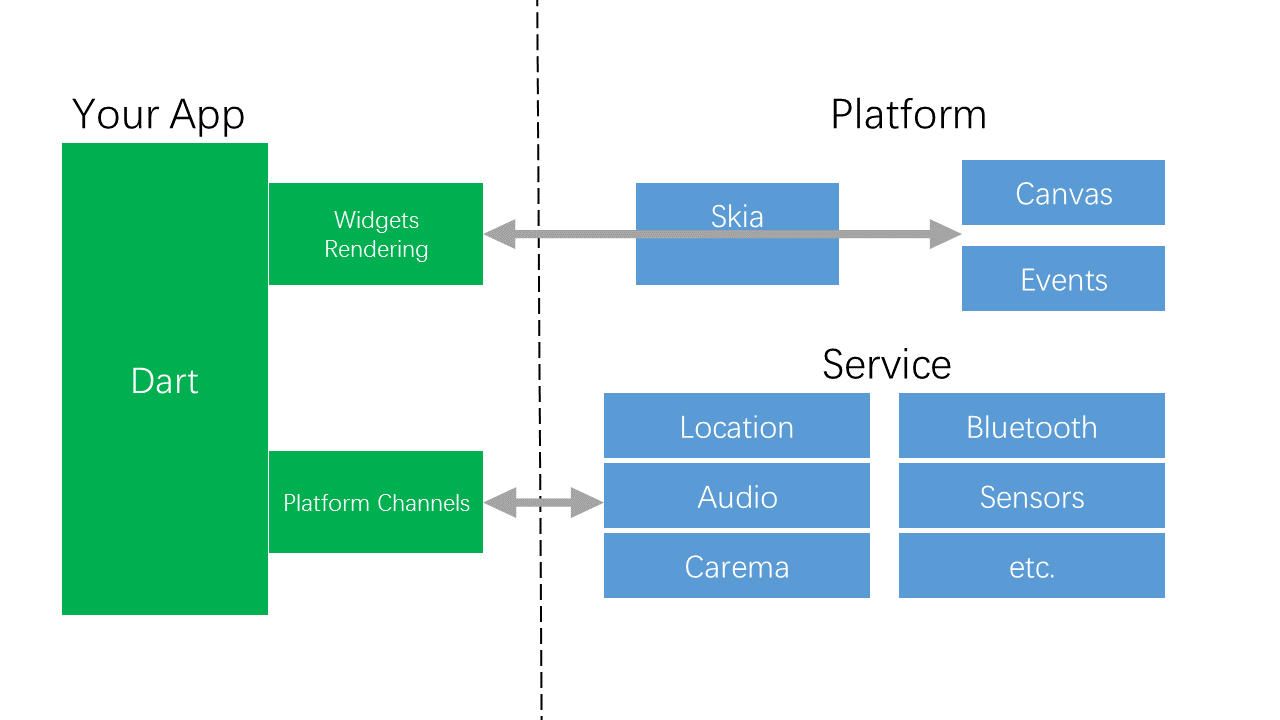 Your App
Dart
Widgets
Rendering
Platform Channels
Platform
Skia
Canvas
Events
Service
Location
Bluetooth
Audio
Sensors
Carema
etc.